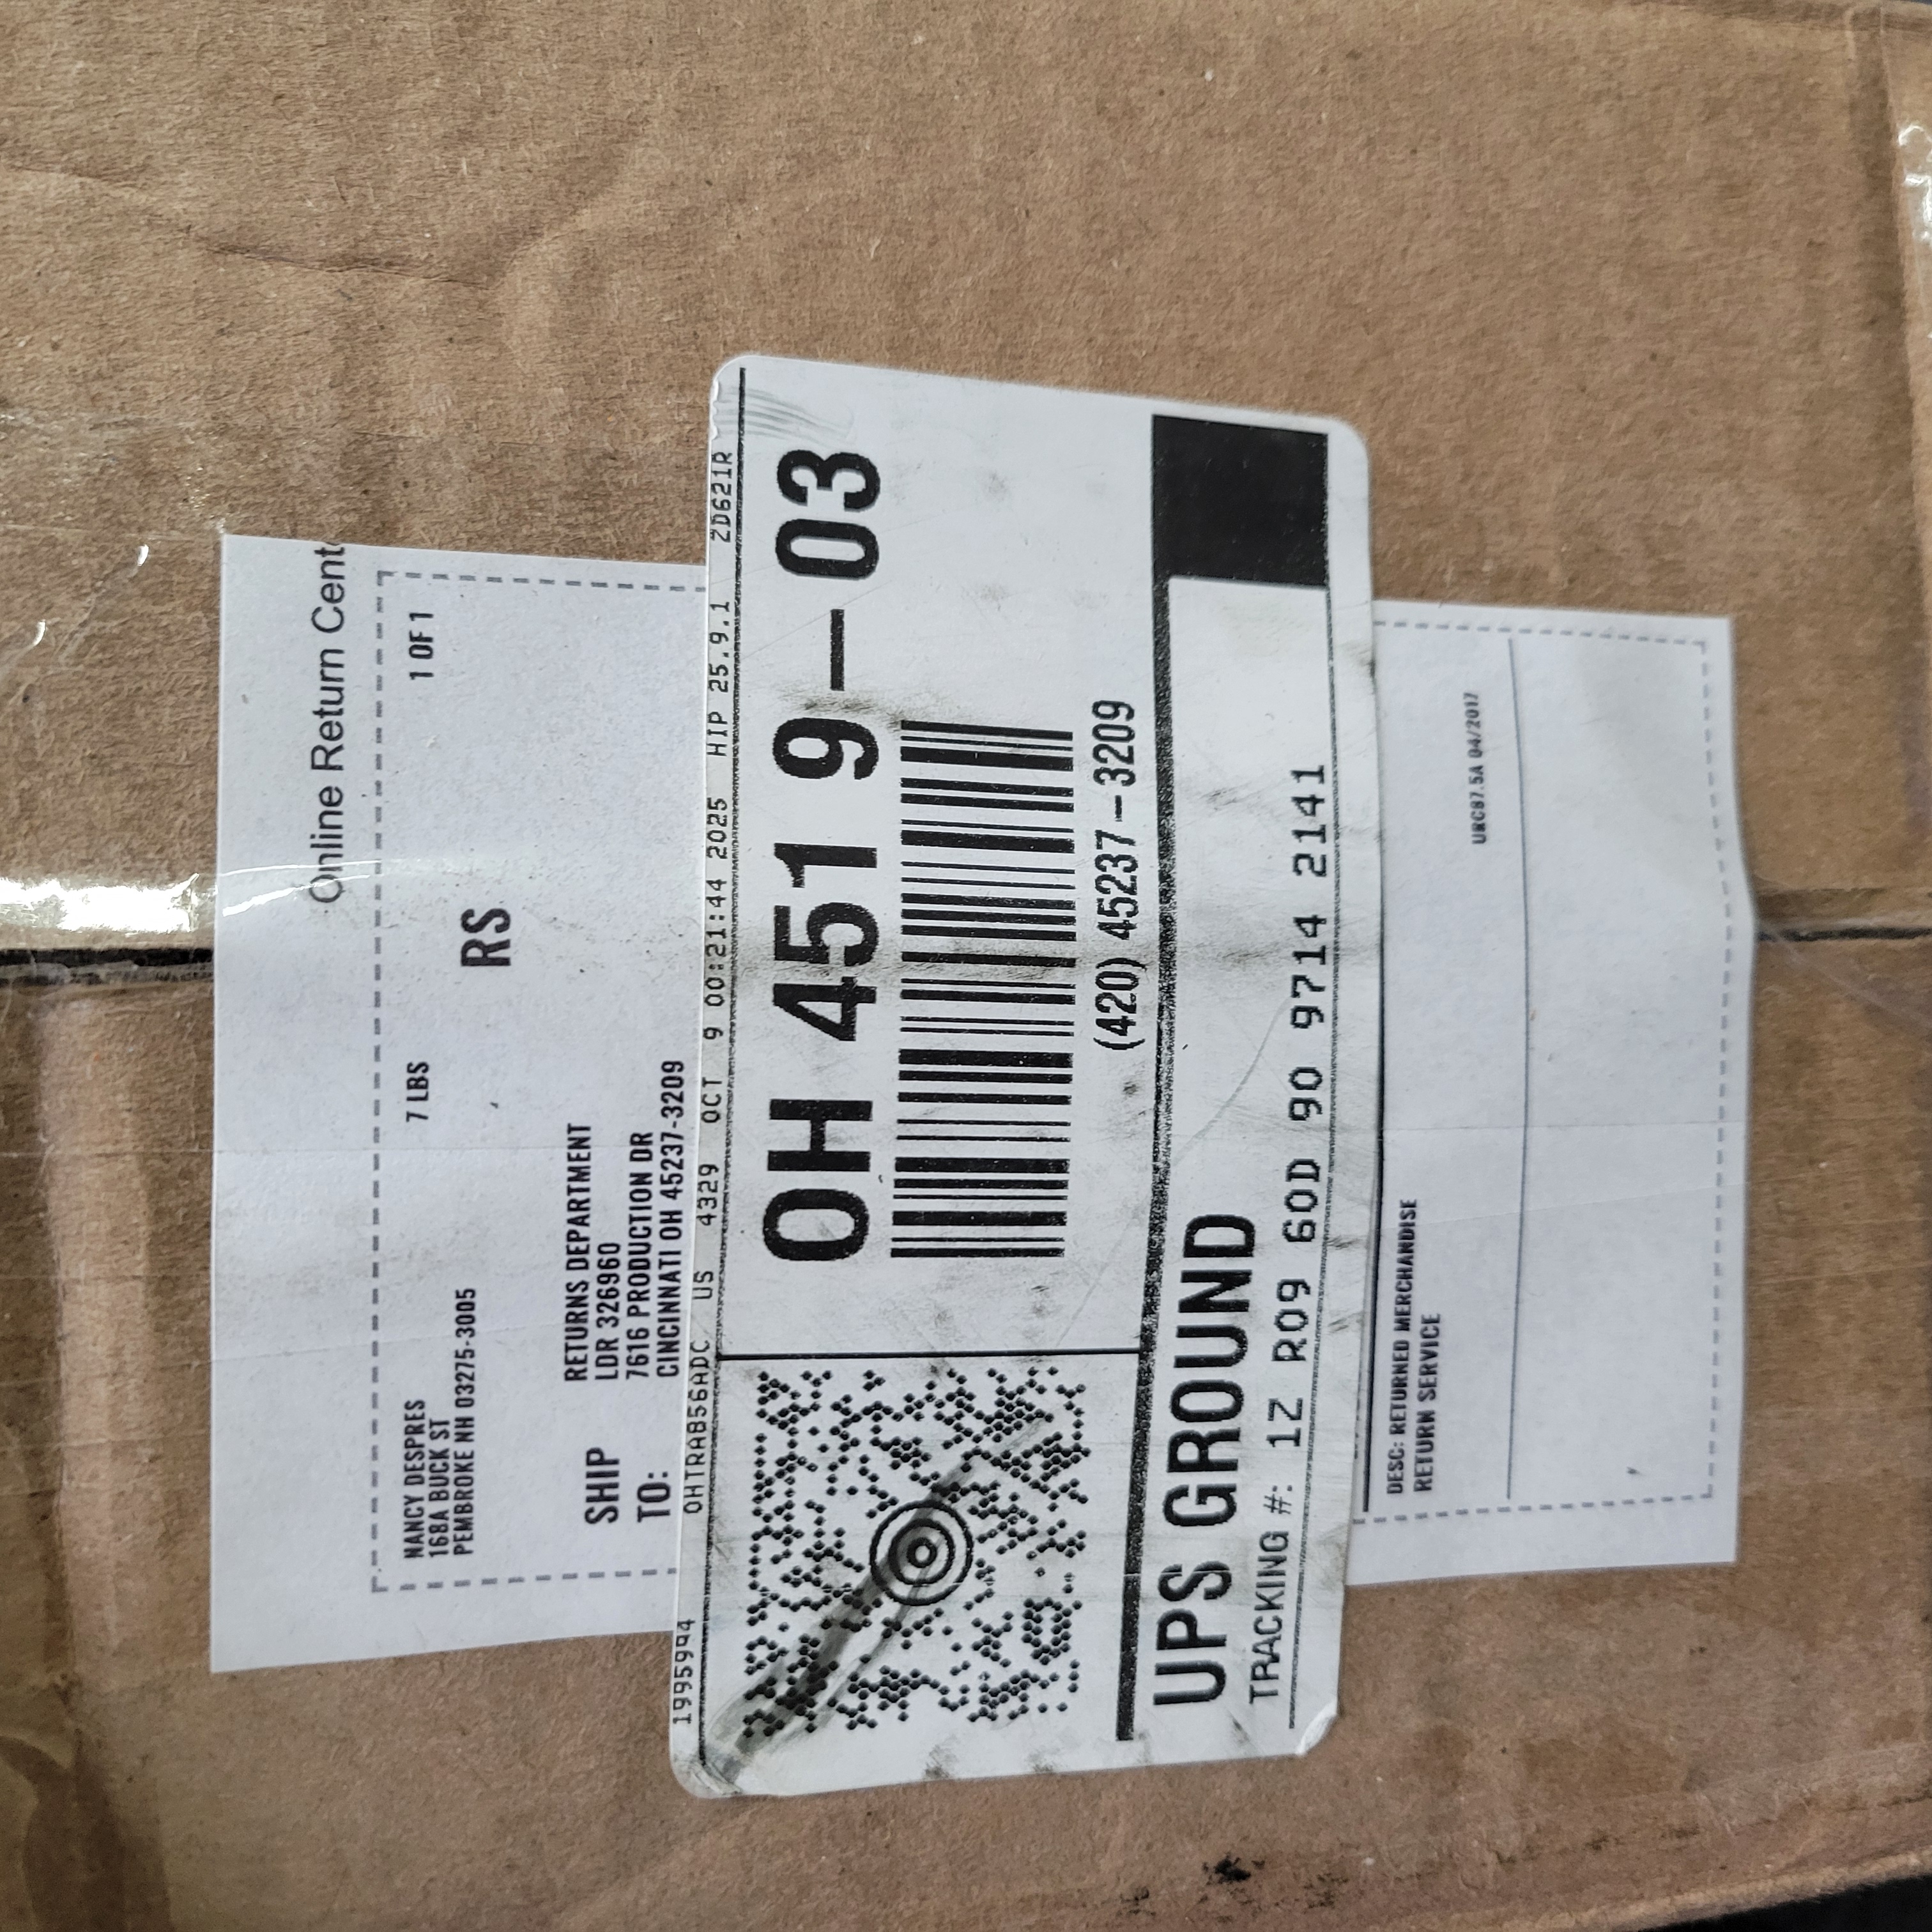 Online Return Cent
NANCY DESPRES
168A BUCK ST
PEMBROKE NH 03275-3005
7 LBS
1 OF 1
RS
SHIP
TO:
RETURNS DEPARTMENT
LDR 326960
7616 PRODUCTION DR
CINCINNATI OH 45237-3209
1995994 OHTRAB56ADC US 4329 OCT 9 00:21:44 2025 HIP 25.9.1 ZD621R
OH 451 9-03
(420) 45237-3209
UPS GROUND
TRACKING #: 1Z R09 60D 90 9714 2141
DESC: RETURNED MERCHANDISE
RETURN SERVICE
URC87.5A 04/2017